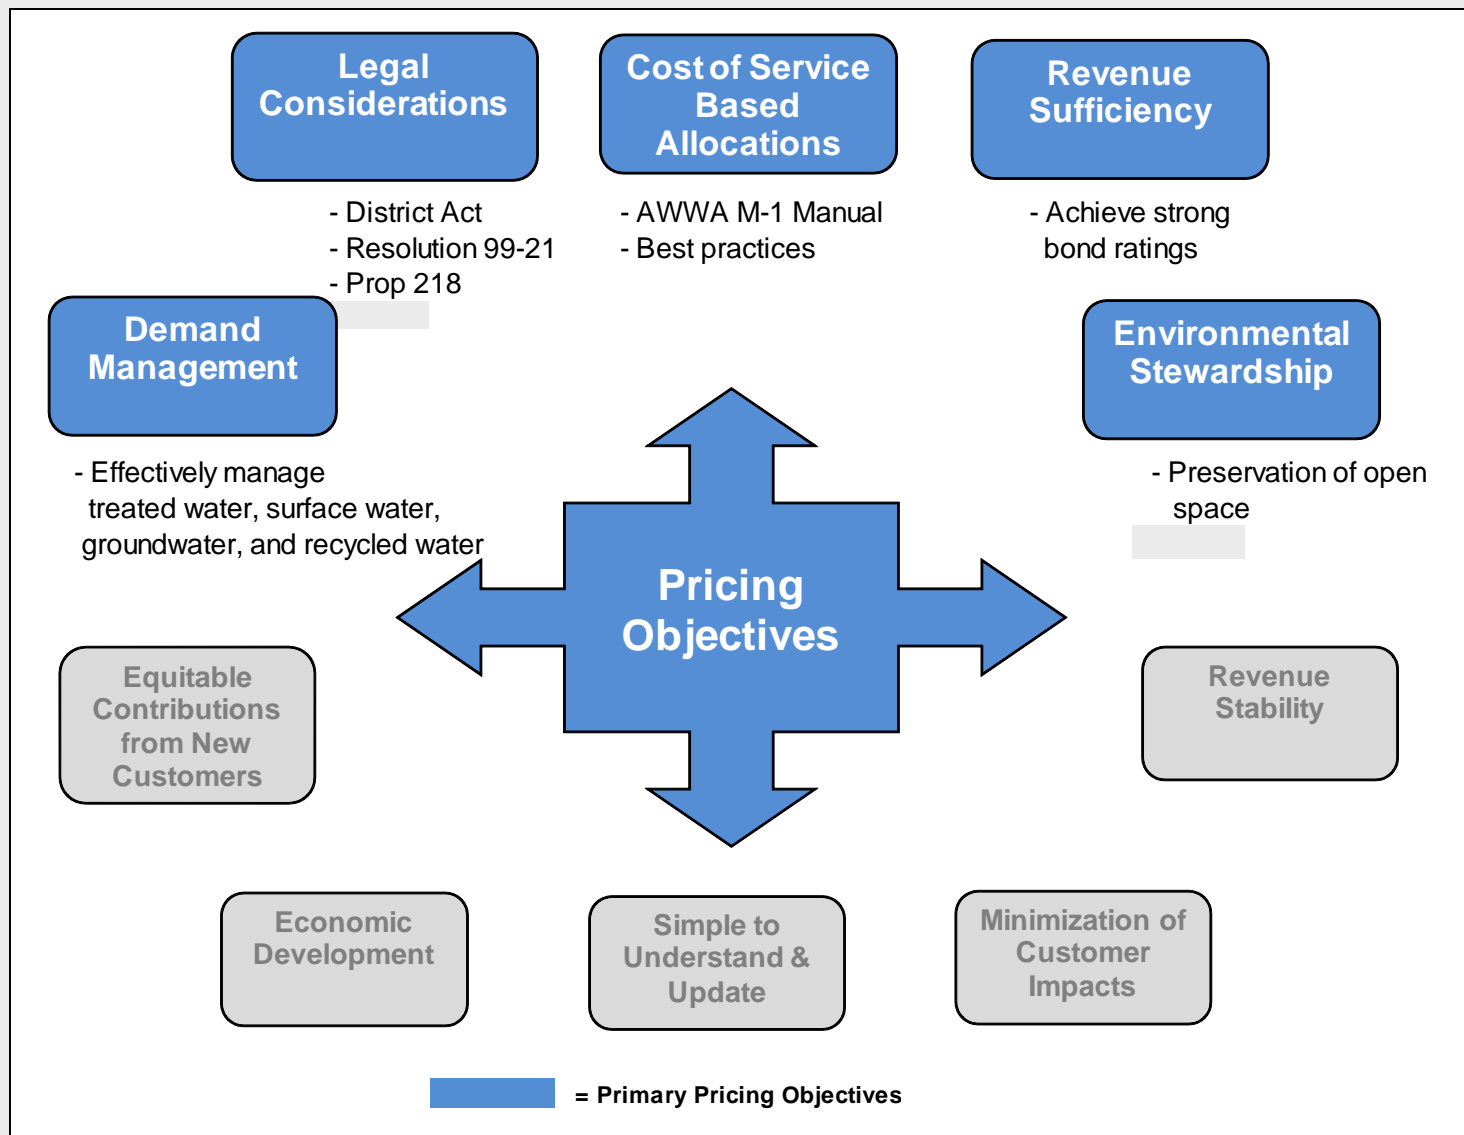 Legal
Considerations
Cost of Service
Based
Allocations
Revenue
Sufficiency
- District Act
- Resolution 99-21
- Prop 218
- AWWA M-1 Manual
- Best practices
- Achieve strong
bond ratings
Demand
Management
Environmental
Stewardship
- Effectively manage
treated water, surface water,
groundwater, and recycled water
- Preservation of open
space
Pricing
Objectives
Equitable
Contributions
from New
Customers
Revenue
Stability
Economic
Development
Simple to
Understand &
Update
Minimization of
Customer
Impacts
= Primary Pricing Objectives